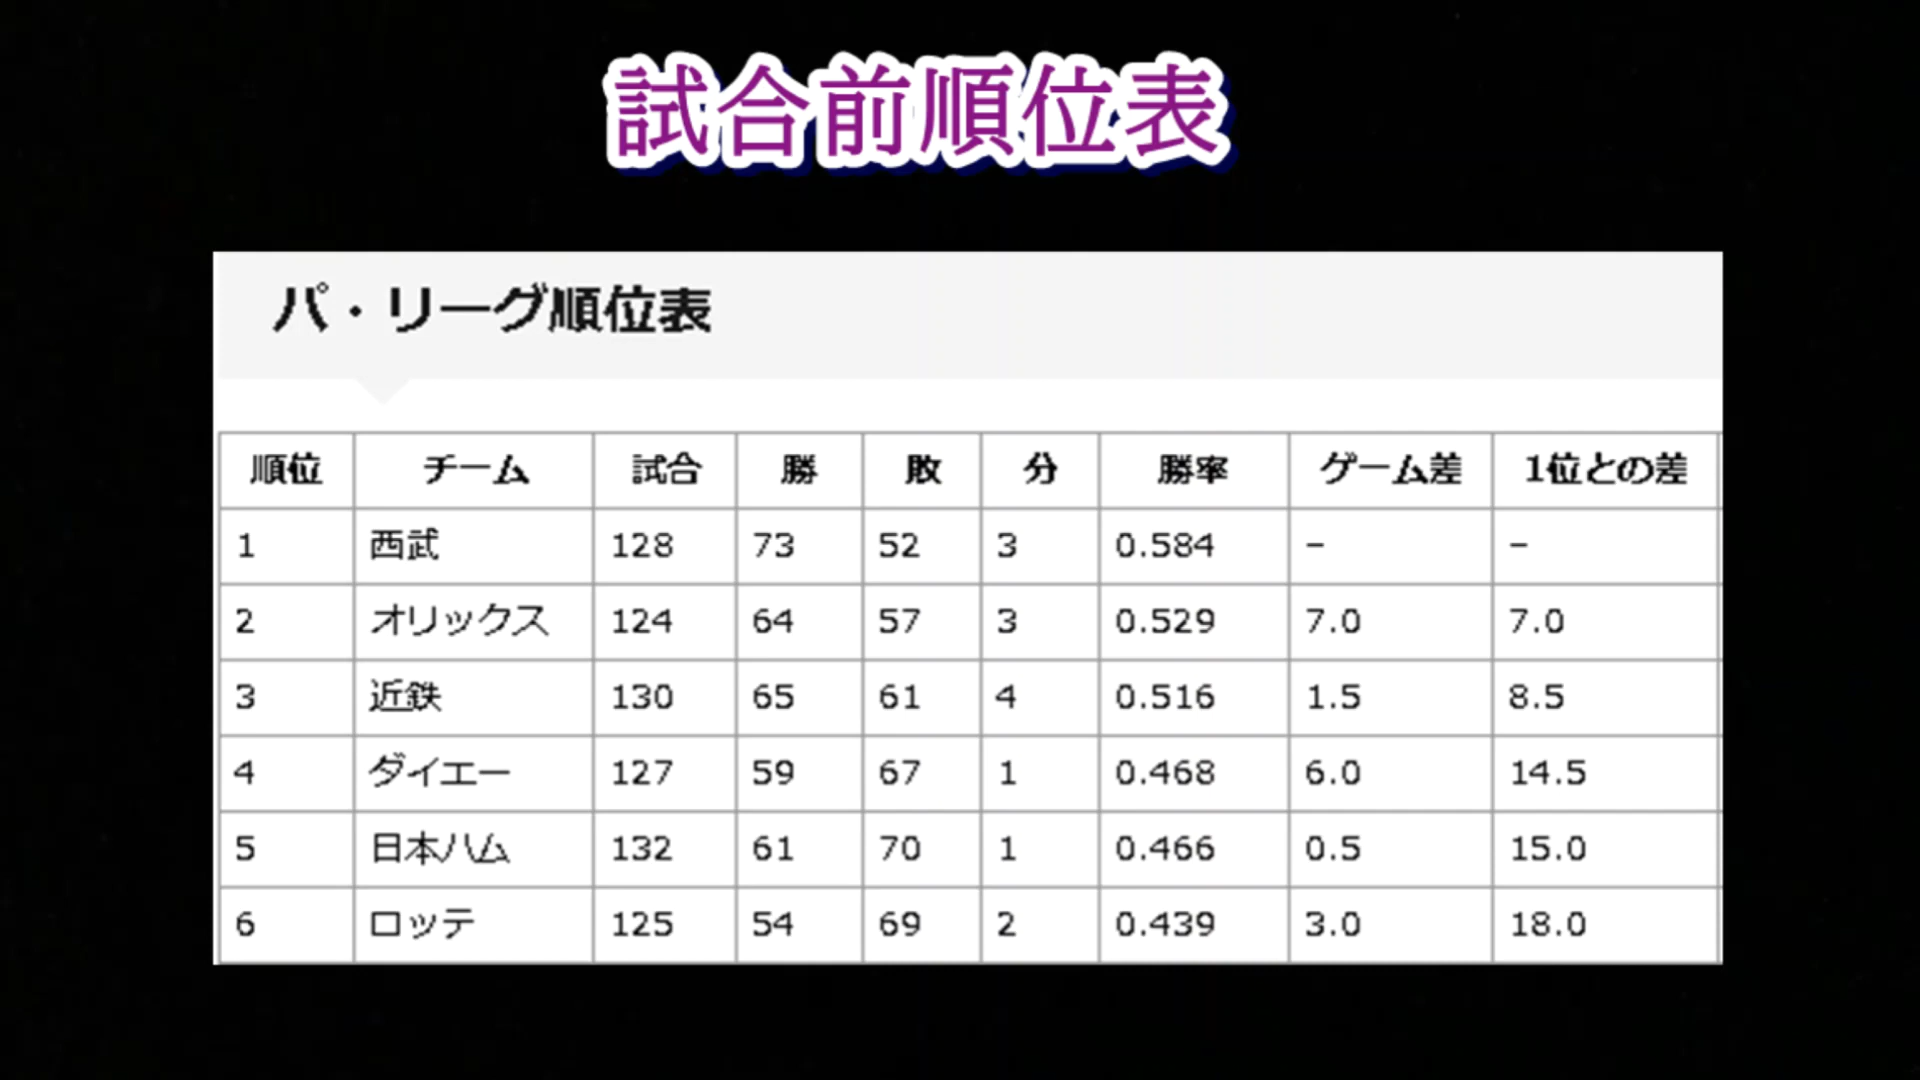 試合前順位表
パ・リーグ順位表
順位 チーム 試合 勝 敗 分 勝率 ゲーム差 1位との差
1 西武 128 73 52 3 0.584 − −
2 オリックス 124 64 57 3 0.529 7.0 7.0
3 近鉄 130 65 61 4 0.516 1.5 8.5
4 ダイエー 127 59 67 1 0.468 6.0 14.5
5 日本ハム 132 61 70 1 0.466 0.5 15.0
6 ロッテ 125 54 69 2 0.439 3.0 18.0